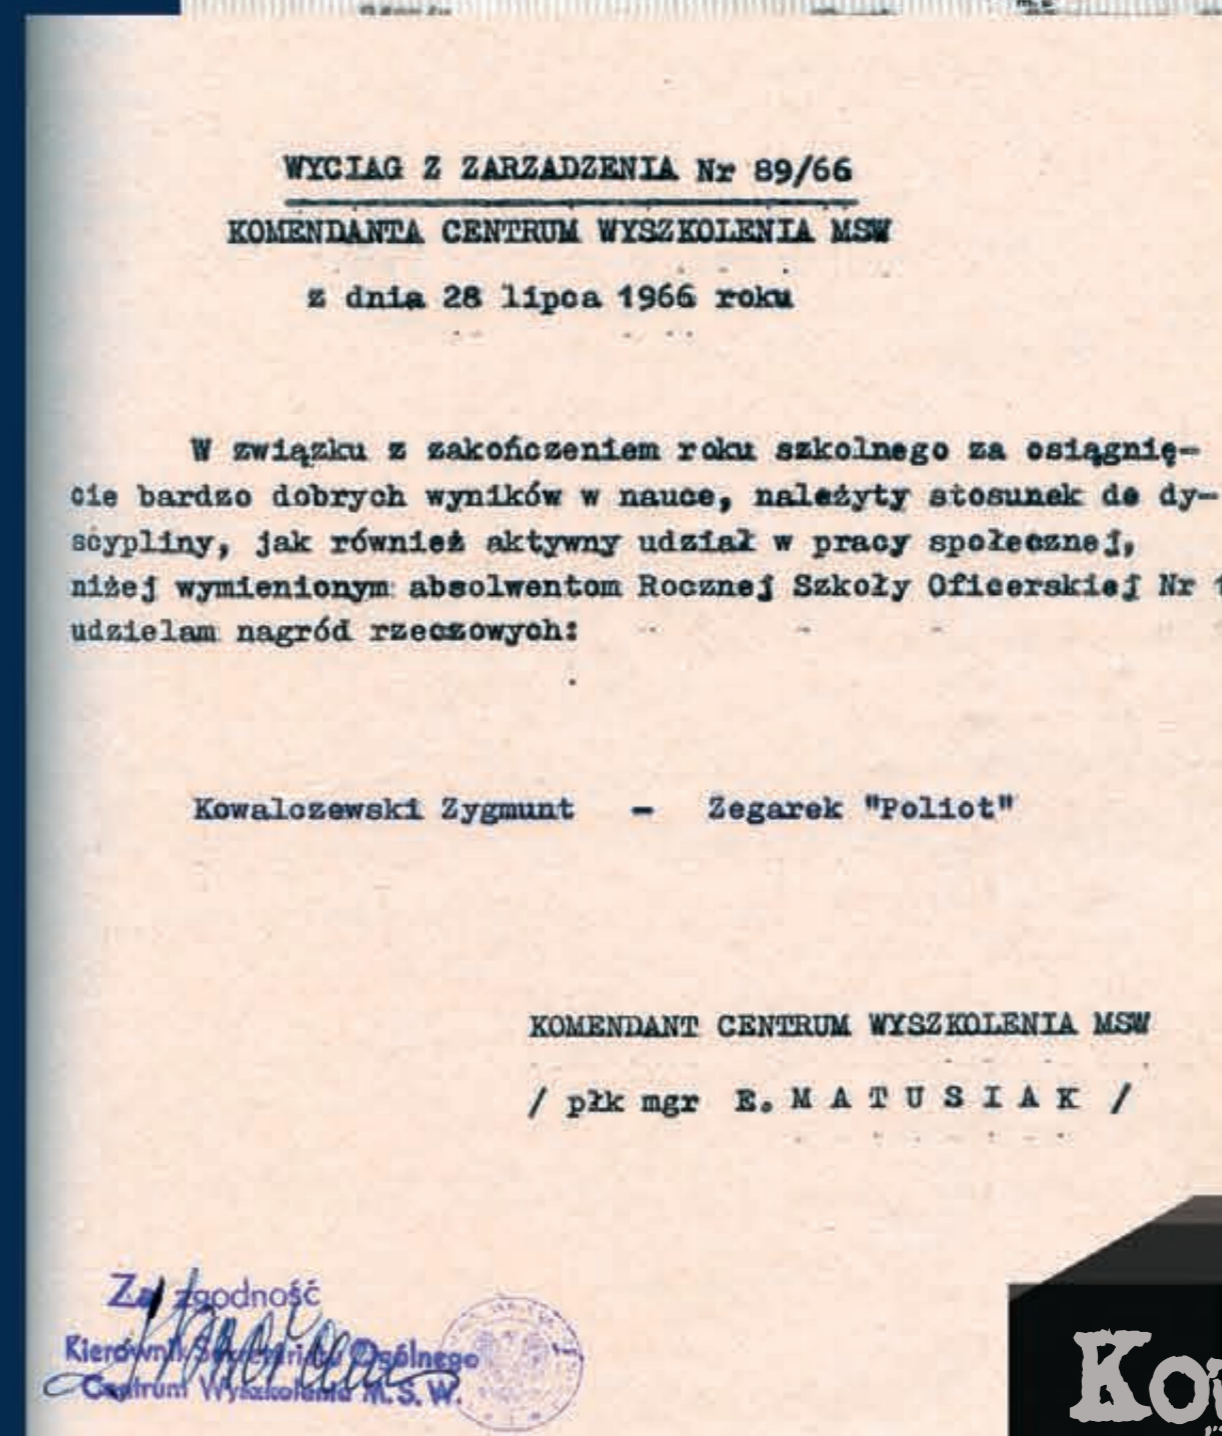 WYCIAG Z ZARZADZENIA Nr 89/66
KOMENDANTA CENTRUM WYSZKOLENIA MSW
z dnia 28 lipca 1966 roku
W związku z zakończeniem roku szkolnego za osiągnię-
cie bardzo dobrych wyników w nauce, należyty stosunek do dy-
scypliny, jak również aktywny udział w pracy społecznej,
niżej wymienionym absolwentom Rocznej Szkoły Oficerskiej Nr
udzielam nagród rzeczowych:
Kowalczewski Zygmunt - Zegarek "Poliot"
KOMENDANT CENTRUM WYSZKOLENIA MSW
/ płk mgr E. M A T U S I A K /
Za zgodność
Kierownik Sekretariatu Ogólnego
Centrum Wyszkolenia M.S.W.